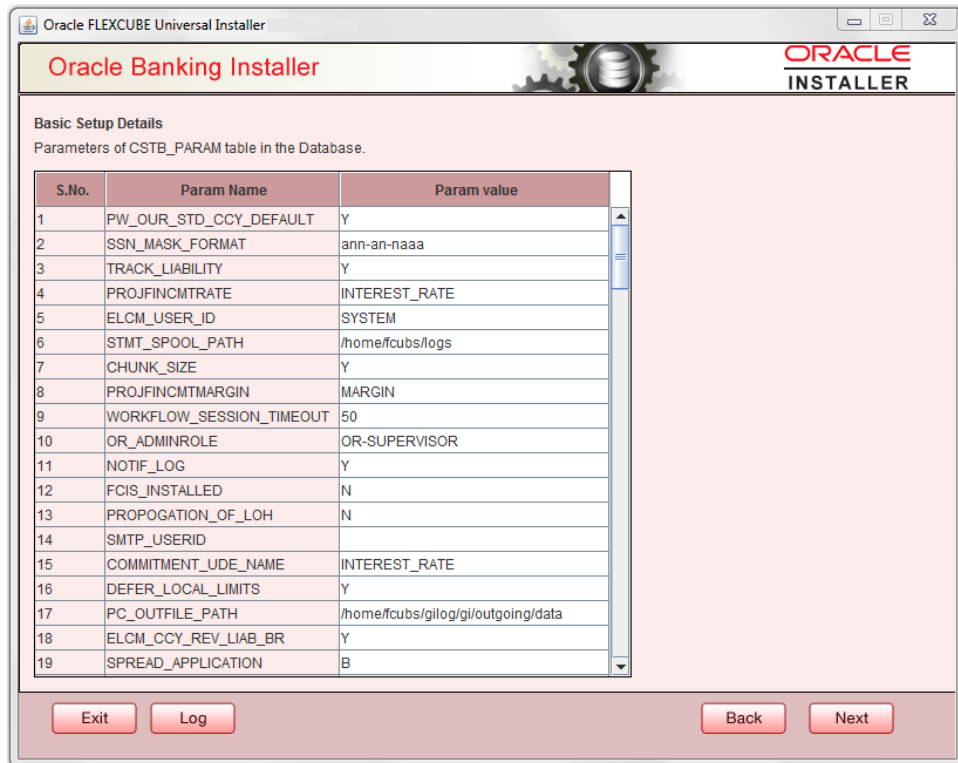 Oracle FLEXCUBE Universal Installer
Oracle Banking Installer
ORACLE
INSTALLER
Basic Setup Details
Parameters of CSTB_PARAM table in the Database.
S.No. Param Name Param value
1 PW_OUR_STD_CCY_DEFAULT Y
2 SSN_MASK_FORMAT ann-an-naaa
3 TRACK_LIABILITY Y
4 PROJFINCMTRATE INTEREST_RATE
5 ELCM_USER_ID SYSTEM
6 STMT_SPOOL_PATH /home/fcubs/logs
7 CHUNK_SIZE Y
8 PROJFINCMTMARGIN MARGIN
9 WORKFLOW_SESSION_TIMEOUT 50
10 OR_ADMINROLE OR-SUPERVISOR
11 NOTIF_LOG Y
12 FCIS_INSTALLED N
13 PROPOGATION_OF_LOH N
14 SMTP_USERID
15 COMMITMENT_UDE_NAME INTEREST_RATE
16 DEFER_LOCAL_LIMITS Y
17 PC_OUTFILE_PATH /home/fcubs/gilog/gi/outgoing/data
18 ELCM_CCY_REV_LIAB_BR Y
19 SPREAD_APPLICATION B
Exit Log Back Next